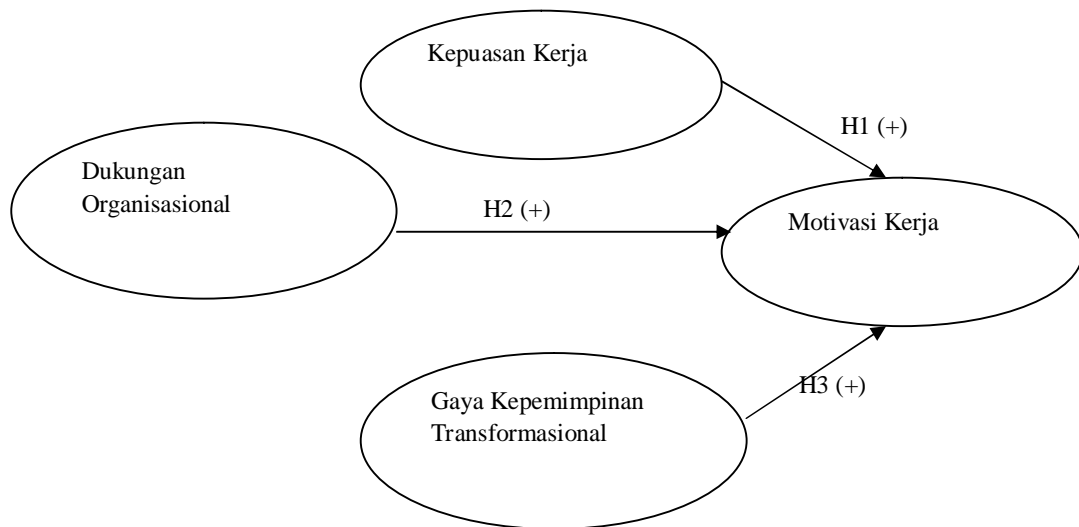 Kepuasan Kerja
H1 (+)
Dukungan
Organisasional
H2 (+)
Motivasi Kerja
Gaya Kepemimpinan
Transformasional
H3 (+)